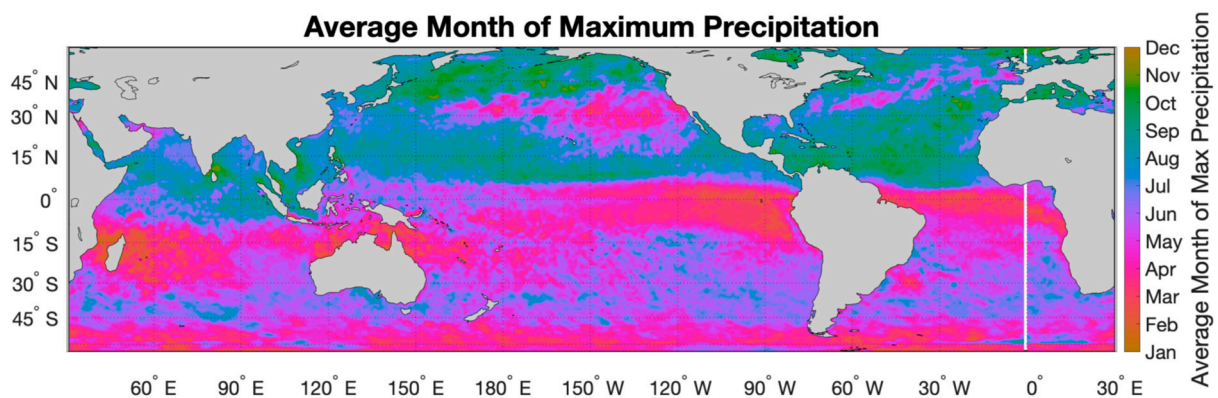 Average Month of Maximum Precipitation
45° N
30° N
15° N
0°
15° S
30° S
45° S
60° E
90° E
120° E
150° E
180° E
150° W
120° W
90° W
60° W
30° W
0°
30° E
Dec
Nov
Oct
Sep
Aug
Jul
Jun
May
Apr
Mar
Feb
Jan
Average Month of Max Precipitation